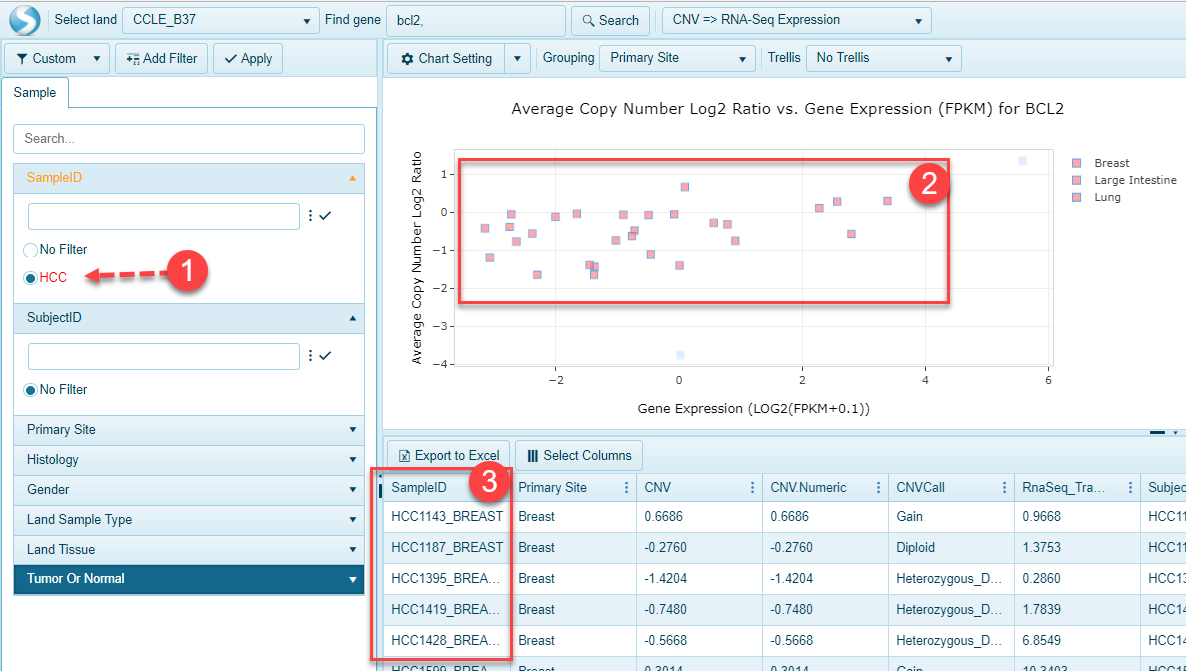 Select land CCLE_B37 Find gene bcl2, Search CNV => RNA-Seq Expression
Custom Add Filter Apply
Chart Setting Grouping Primary Site Trellis No Trellis
Sample
Search...
SampleID
No Filter
HCC
1
SubjectID
No Filter
Primary Site
Histology
Gender
Land Sample Type
Land Tissue
Tumor Or Normal
Average Copy Number Log2 Ratio vs. Gene Expression (FPKM) for BCL2
Average Copy Number Log2 Ratio
1
0
−1
−2
−3
−4
2
−2 0 2 4 6
Gene Expression (LOG2(FPKM+0.1))
Breast
Large Intestine
Lung
Export to Excel Select Columns
3
SampleID Primary Site CNV CNV.Numeric CNVCall RnaSeq_Tra... Subjec
HCC1143_BREAST Breast 0.6686 0.6686 Gain 0.9668 HCC11
HCC1187_BREAST Breast -0.2760 -0.2760 Diploid 1.3753 HCC11
HCC1395_BREA... Breast -1.4204 -1.4204 Heterozygous_D... 0.2860 HCC13
HCC1419_BREA... Breast -0.7480 -0.7480 Heterozygous_D... 1.7839 HCC14
HCC1428_BREA... Breast -0.5668 -0.5668 Heterozygous_D... 6.8549 HCC14
HCC1599_BREA... Breast 0.3014 0.3014 Gain